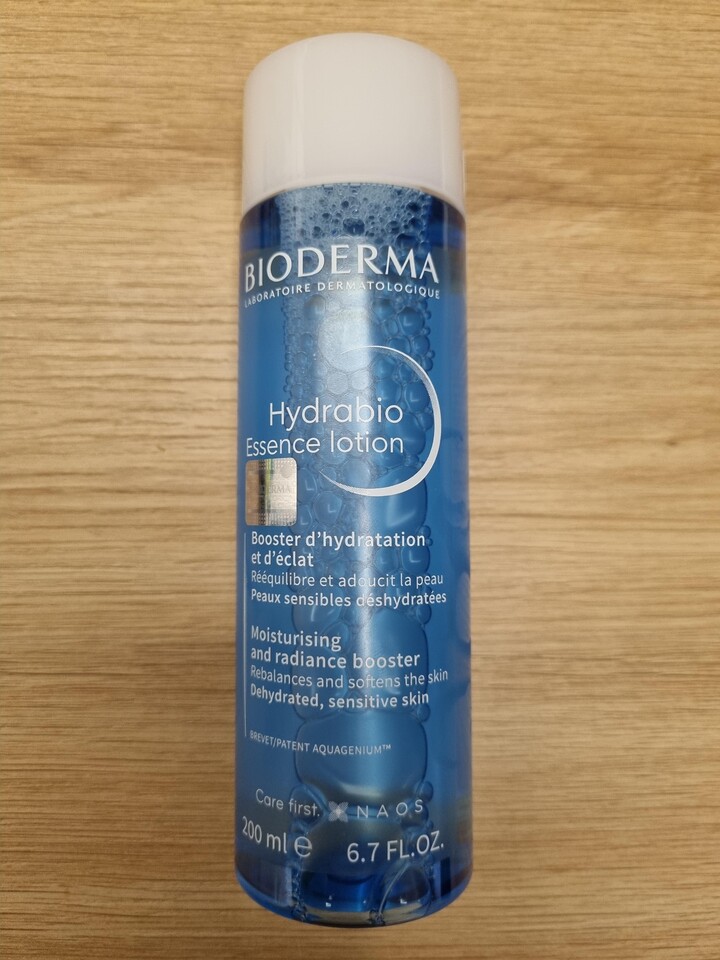 BIODERMA
LABORATOIRE DERMATOLOGIQUE
Hydrabio
Essence lotion
Booster d'hydratation
et d'éclat
Rééquilibre et adoucit la peau
Peaux sensibles déshydratées
Moisturising
and radiance booster
Rebalances and softens the skin
Dehydrated, sensitive skin
BREVET/PATENT AQUAGENIUM™
Care first. NAOS
200 ml ℮ 6.7 FL.OZ.